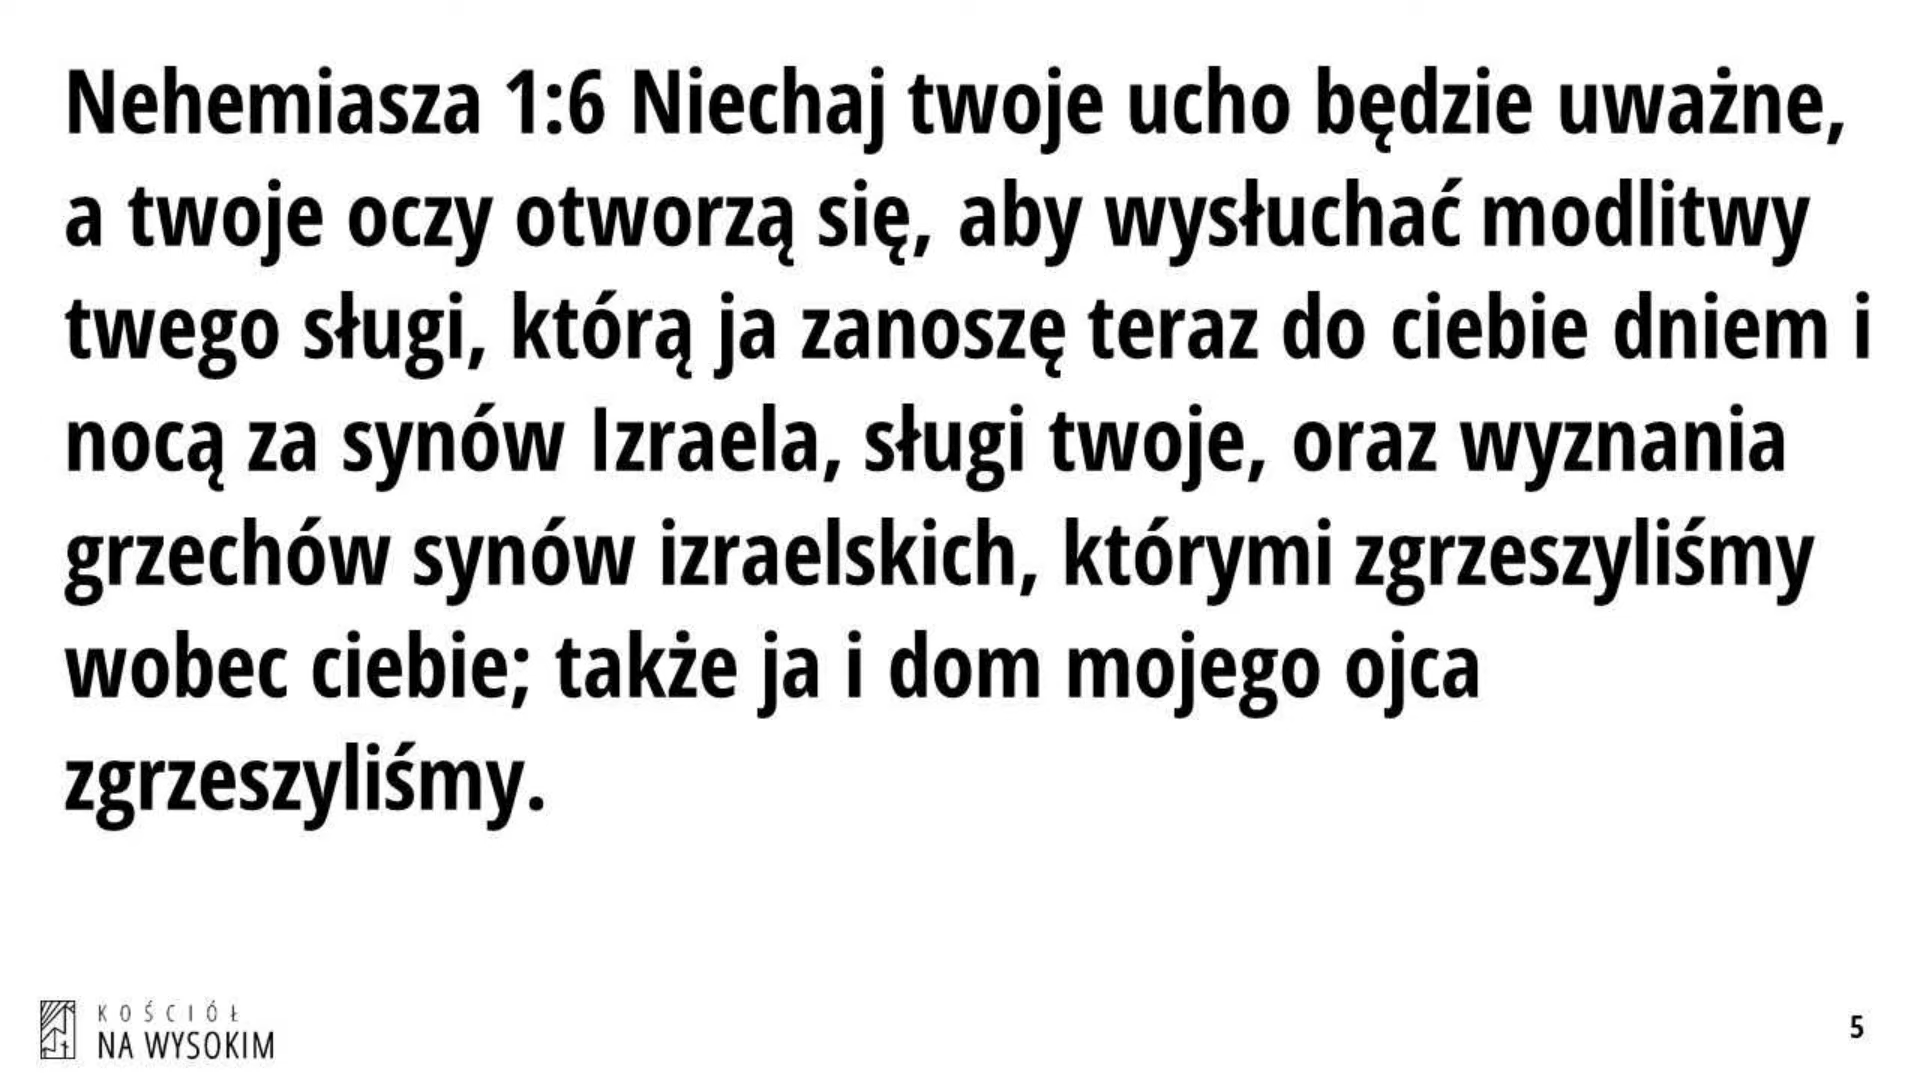 Nehemiasza 1:6 Niechaj twoje ucho będzie uważne,
a twoje oczy otworzą się, aby wysłuchać modlitwy
twego sługi, którą ja zanoszę teraz do ciebie dniem i
nocą za synów Izraela, sługi twoje, oraz wyznania
grzechów synów izraelskich, którymi zgrzeszyliśmy
wobec ciebie; także ja i dom mojego ojca
zgrzeszyliśmy.
KOŚCIÓŁ
NA WYSOKIM
5